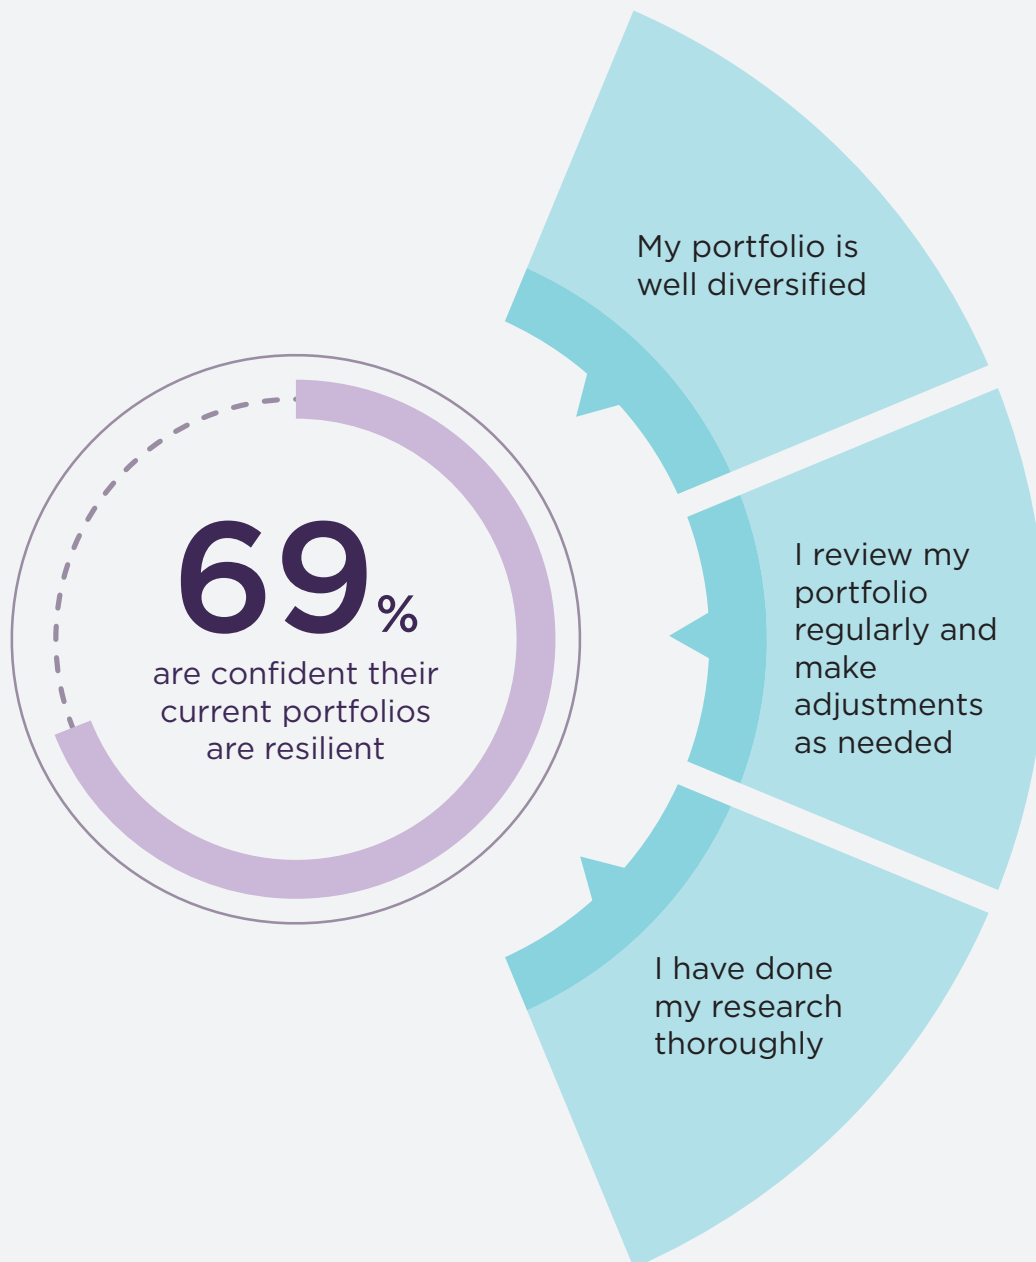 69%
are confident their
current portfolios
are resilient
My portfolio is
well diversified
I review my
portfolio
regularly and
make
adjustments
as needed
I have done
my research
thoroughly